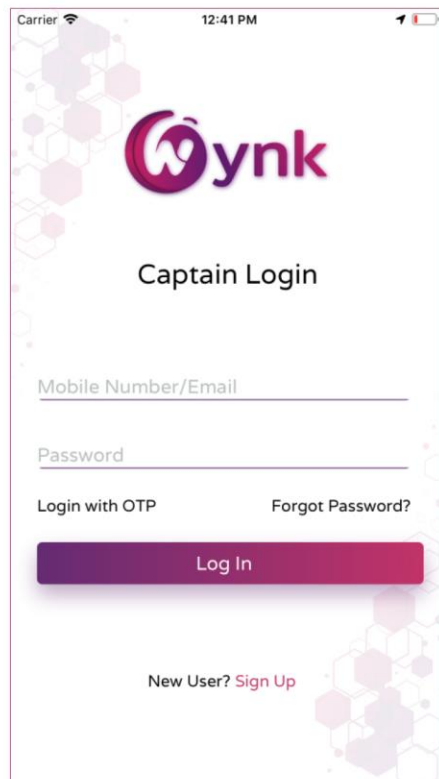 Carrier 12:41 PM
Wynk
Captain Login
Mobile Number/Email
Password
Login with OTP Forgot Password?
Log In
New User? Sign Up